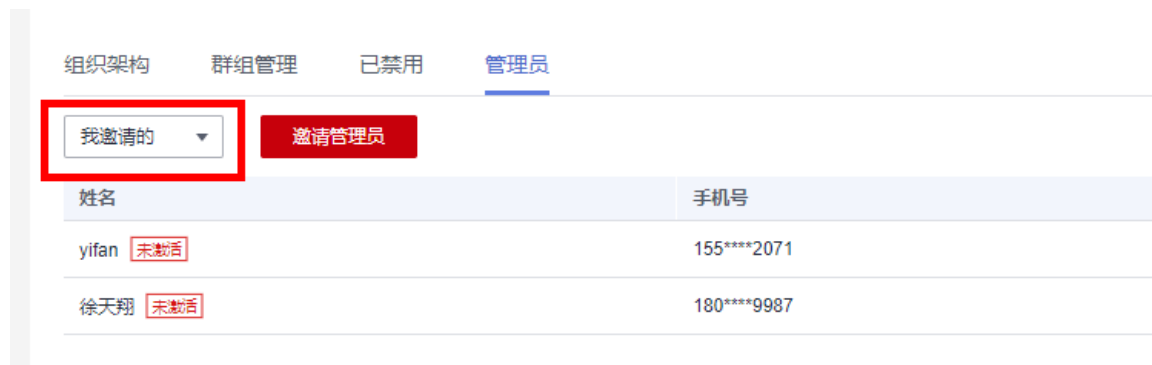 组织架构 群组管理 已禁用 管理员
我邀请的 邀请管理员
姓名 手机号
yifan 未激活 155****2071
徐天翔 未激活 180****9987